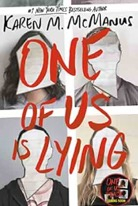 #1 NEW YORK TIMES BESTSELLING AUTHOR
KAREN M. McMANUS
ONE
OF US
IS LYING